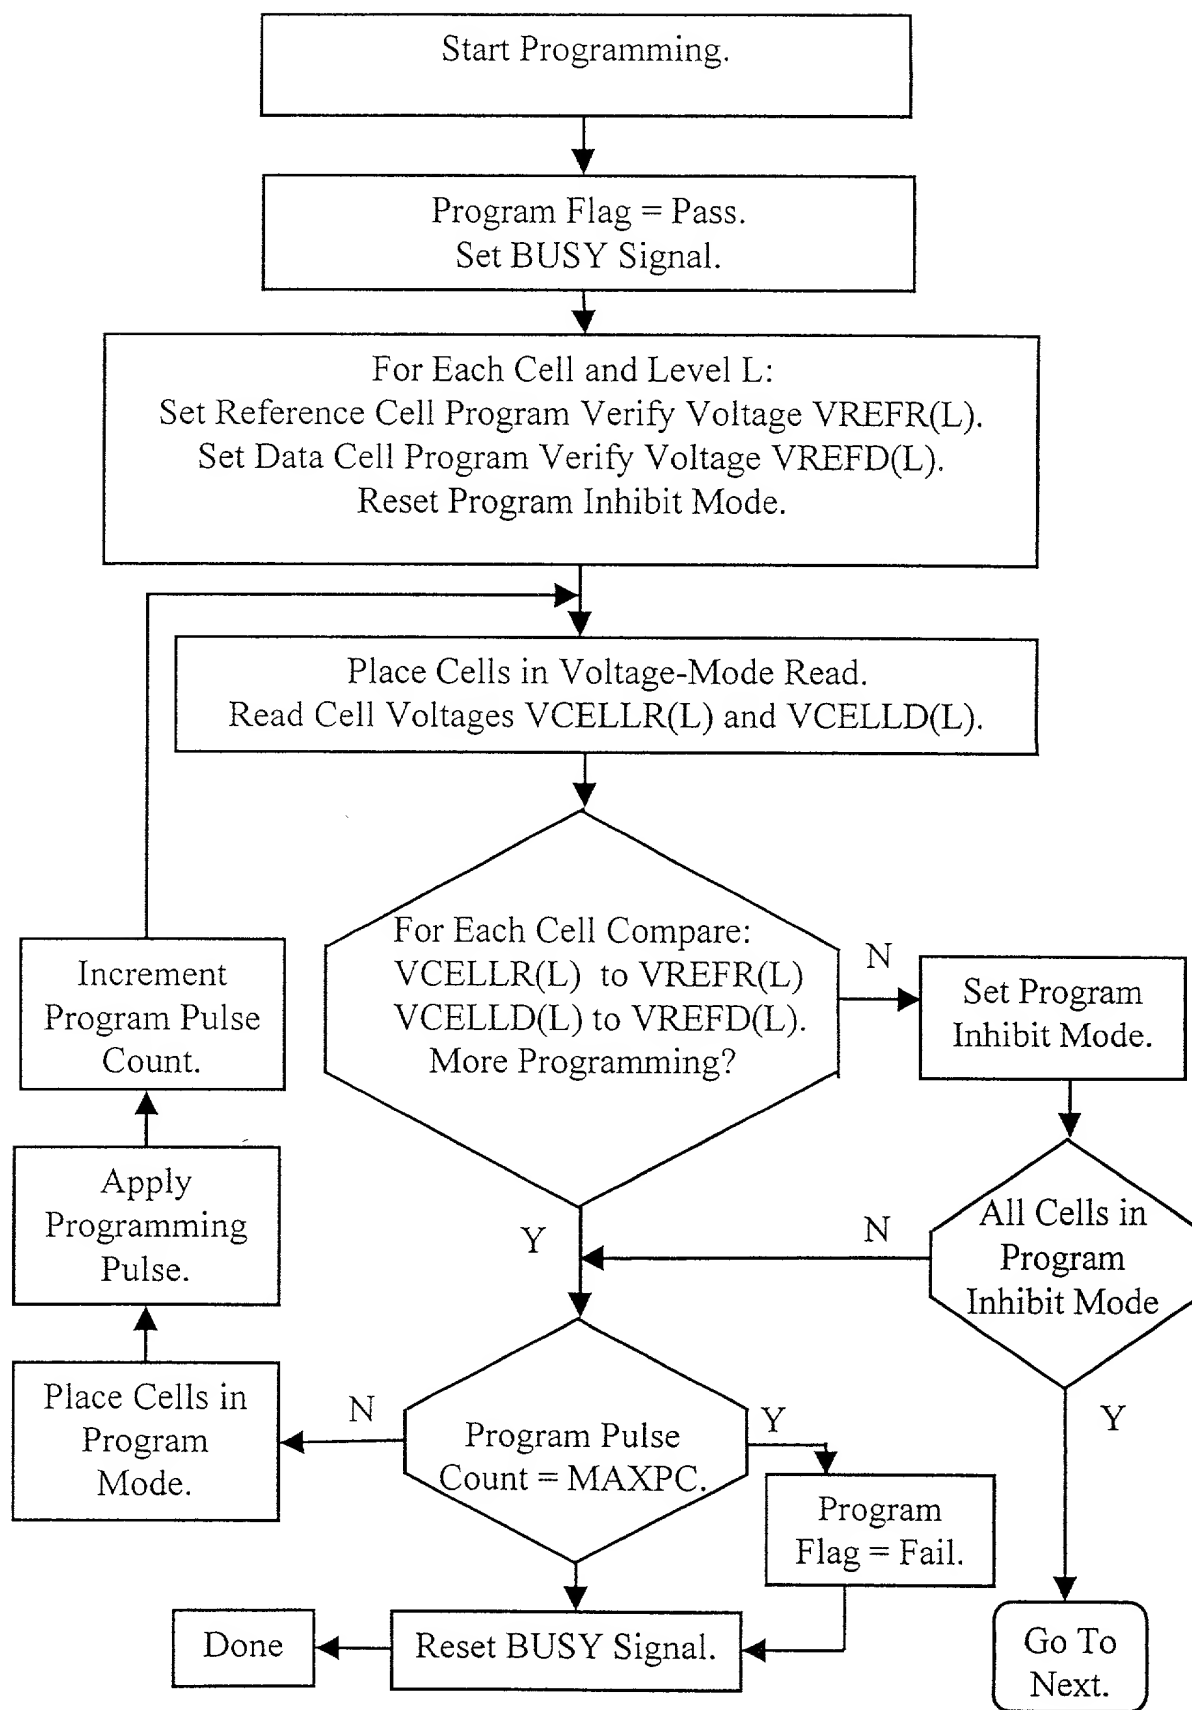 Start Programming.
Program Flag = Pass.
Set BUSY Signal.
For Each Cell and Level L:
Set Reference Cell Program Verify Voltage VREFR(L).
Set Data Cell Program Verify Voltage VREFD(L).
Reset Program Inhibit Mode.
Place Cells in Voltage-Mode Read.
Read Cell Voltages VCELLR(L) and VCELLD(L).
For Each Cell Compare:
VCELLR(L) to VREFR(L)
VCELLD(L) to VREFD(L).
More Programming?
N
Set Program
Inhibit Mode.
Increment
Program Pulse
Count.
Apply
Programming
Pulse.
Y
N
All Cells in
Program
Inhibit Mode
Place Cells in
Program
Mode.
N
Program Pulse
Count = MAXPC.
Y
Y
Program
Flag = Fail.
Done
Reset BUSY Signal.
Go To
Next.